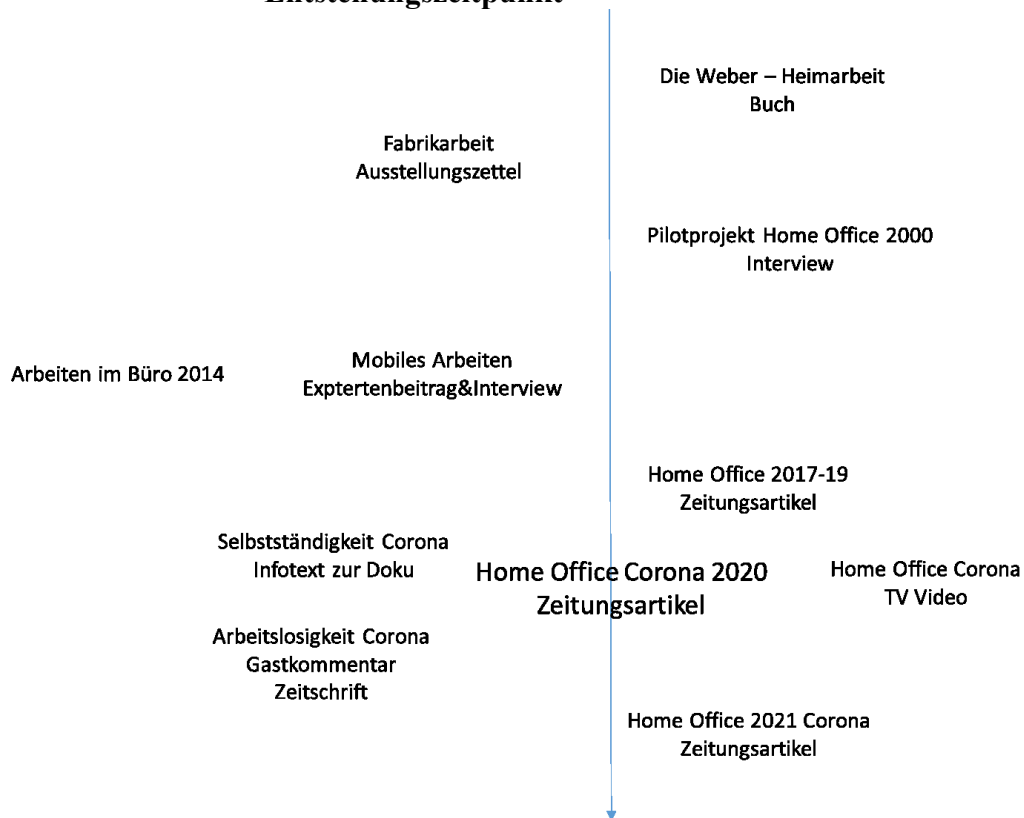 Entstehungszeitpunkt
Die Weber – Heimarbeit
Buch
Fabrikarbeit
Ausstellungszettel
Pilotprojekt Home Office 2000
Interview
Arbeiten im Büro 2014
Mobiles Arbeiten
Exptertenbeitrag&Interview
Home Office 2017-19
Zeitungsartikel
Selbstständigkeit Corona
Infotext zur Doku
Home Office Corona 2020
Zeitungsartikel
Home Office Corona
TV Video
Arbeitslosigkeit Corona
Gastkommentar
Zeitschrift
Home Office 2021 Corona
Zeitungsartikel